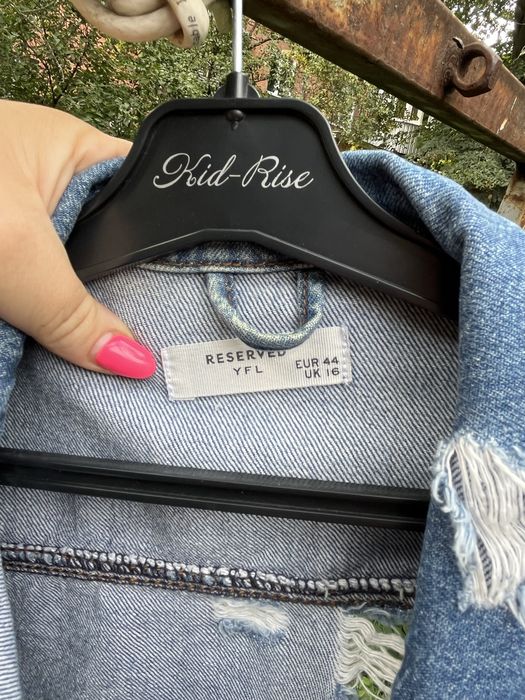 Kid-Rise
RESERVED
YFL
EUR 44
UK 16